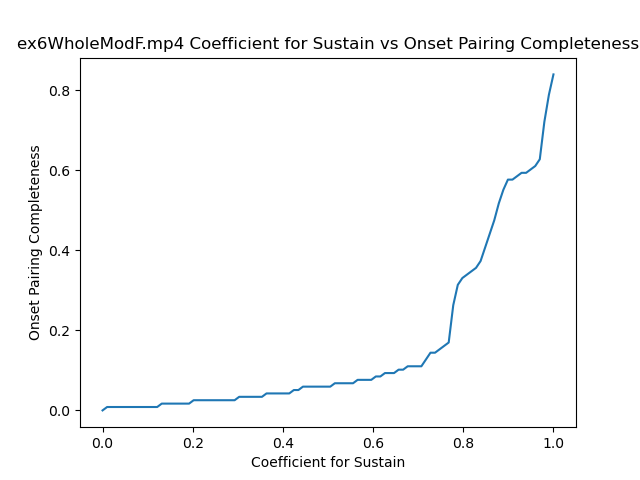 ex6WholeModF.mp4 Coefficient for Sustain vs Onset Pairing Completeness
Onset Pairing Completeness
0.8
0.6
0.4
0.2
0.0
0.0 0.2 0.4 0.6 0.8 1.0
Coefficient for Sustain